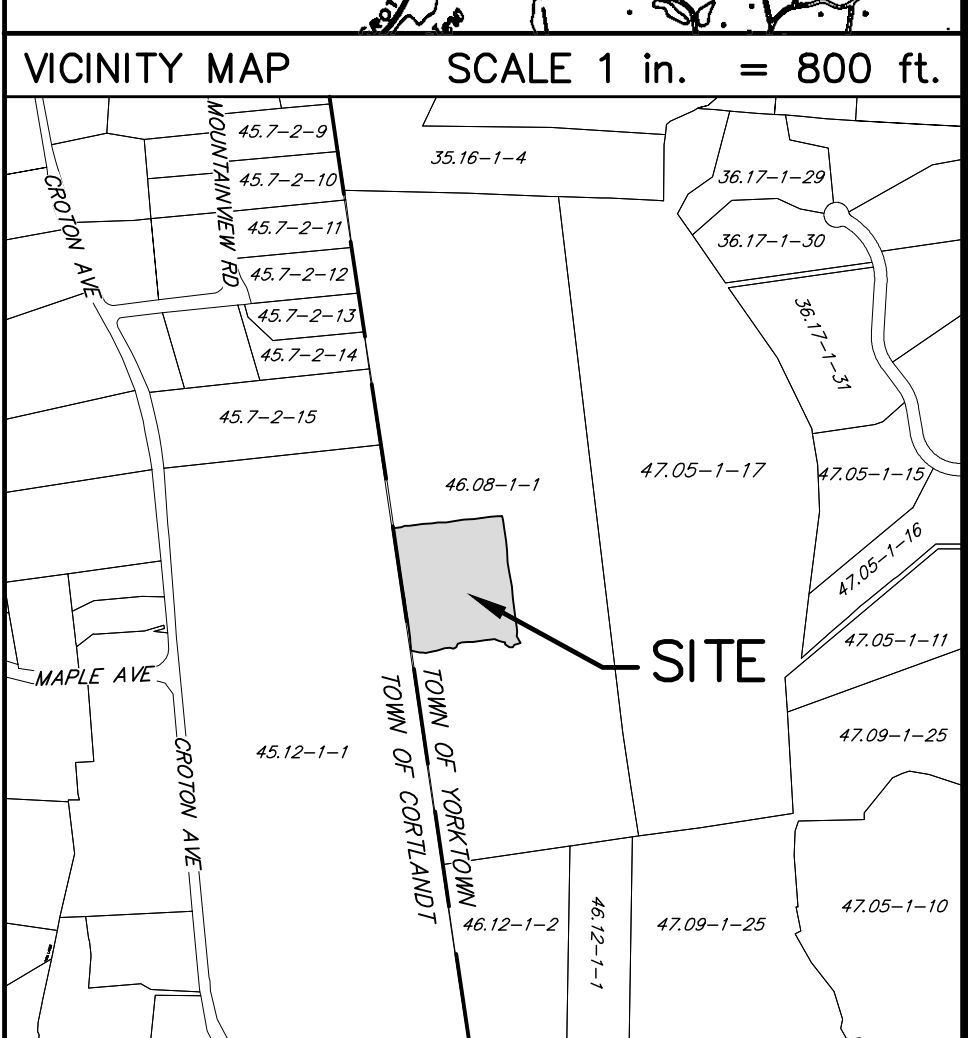 VICINITY MAP SCALE 1 in. = 800 ft.
MOUNTAINVIEW RD
45.7-2-9
35.16-1-4
45.7-2-10
36.17-1-29
CROTON AVE
45.7-2-11
36.17-1-30
45.7-2-12
45.7-2-13
36.17-1-31
45.7-2-14
45.7-2-15
46.08-1-1
47.05-1-17
47.05-1-15
47.05-1-16
47.05-1-11
SITE
MAPLE AVE
TOWN OF YORKTOWN
TOWN OF CORTLANDT
45.12-1-1
47.09-1-25
CROTON AVE
46.12-1-2
46.12-1-1
47.09-1-25
47.05-1-10